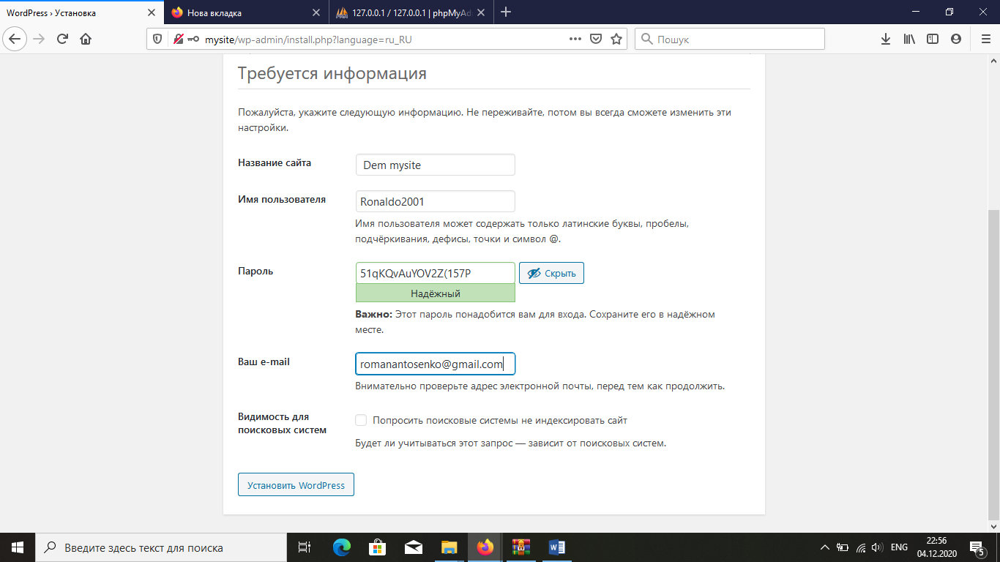 WordPress › Установка
Нова вкладка
127.0.0.1 / 127.0.0.1 | phpMyAd
mysite/wp-admin/install.php?language=ru_RU
Пошук
Требуется информация
Пожалуйста, укажите следующую информацию. Не переживайте, потом вы всегда сможете изменить эти
настройки.
Название сайта
Dem mysite
Имя пользователя
Ronaldo2001
Имя пользователя может содержать только латинские буквы, пробелы,
подчёркивания, дефисы, точки и символ @.
Пароль
51qKQvAuYOV2Z(157P
Скрыть
Надёжный
Важно: Этот пароль понадобится вам для входа. Сохраните его в надёжном
месте.
Ваш e-mail
romanantosenko@gmail.com
Внимательно проверьте адрес электронной почты, перед тем как продолжить.
Видимость для
поисковых систем
Попросить поисковые системы не индексировать сайт
Будет ли учитываться этот запрос — зависит от поисковых систем.
Установить WordPress
Введите здесь текст для поиска
ENG
22:56
04.12.2020
5